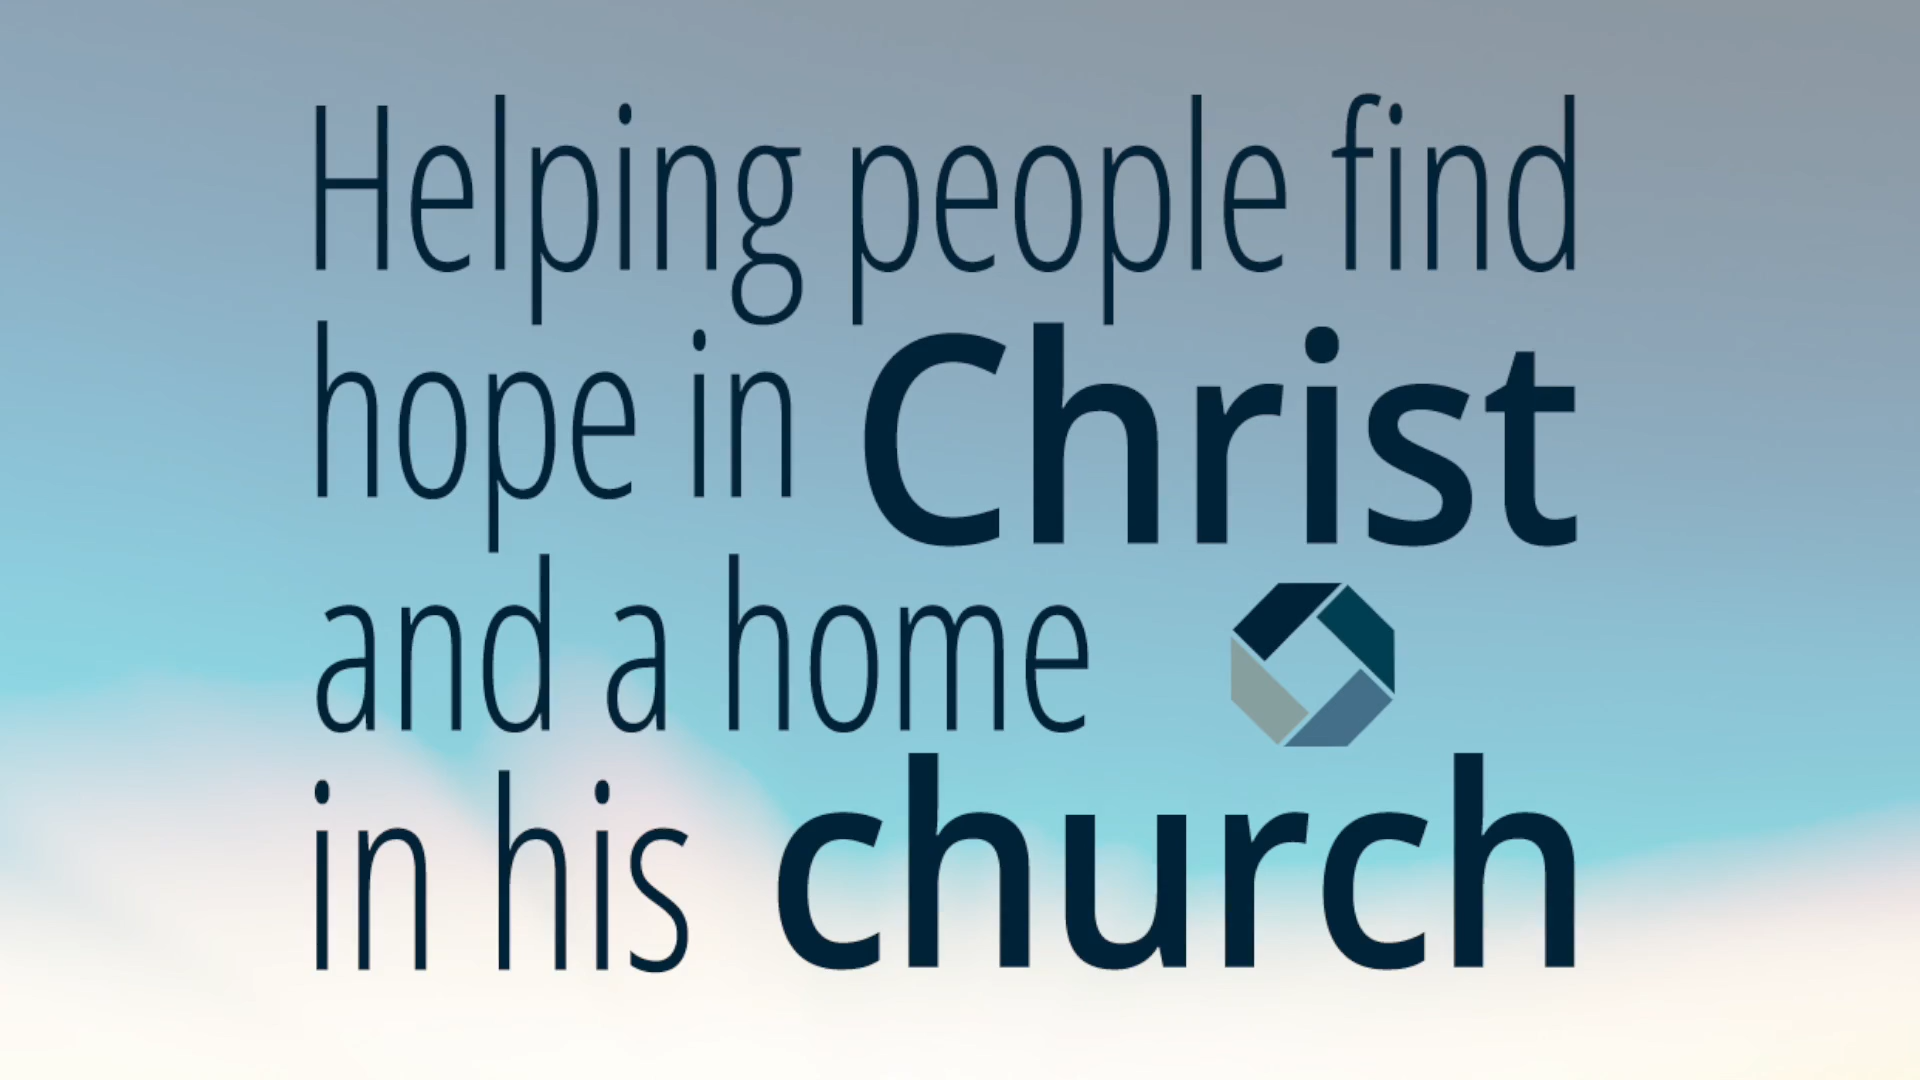 Helping people find
hope in Christ
and a home
in his church